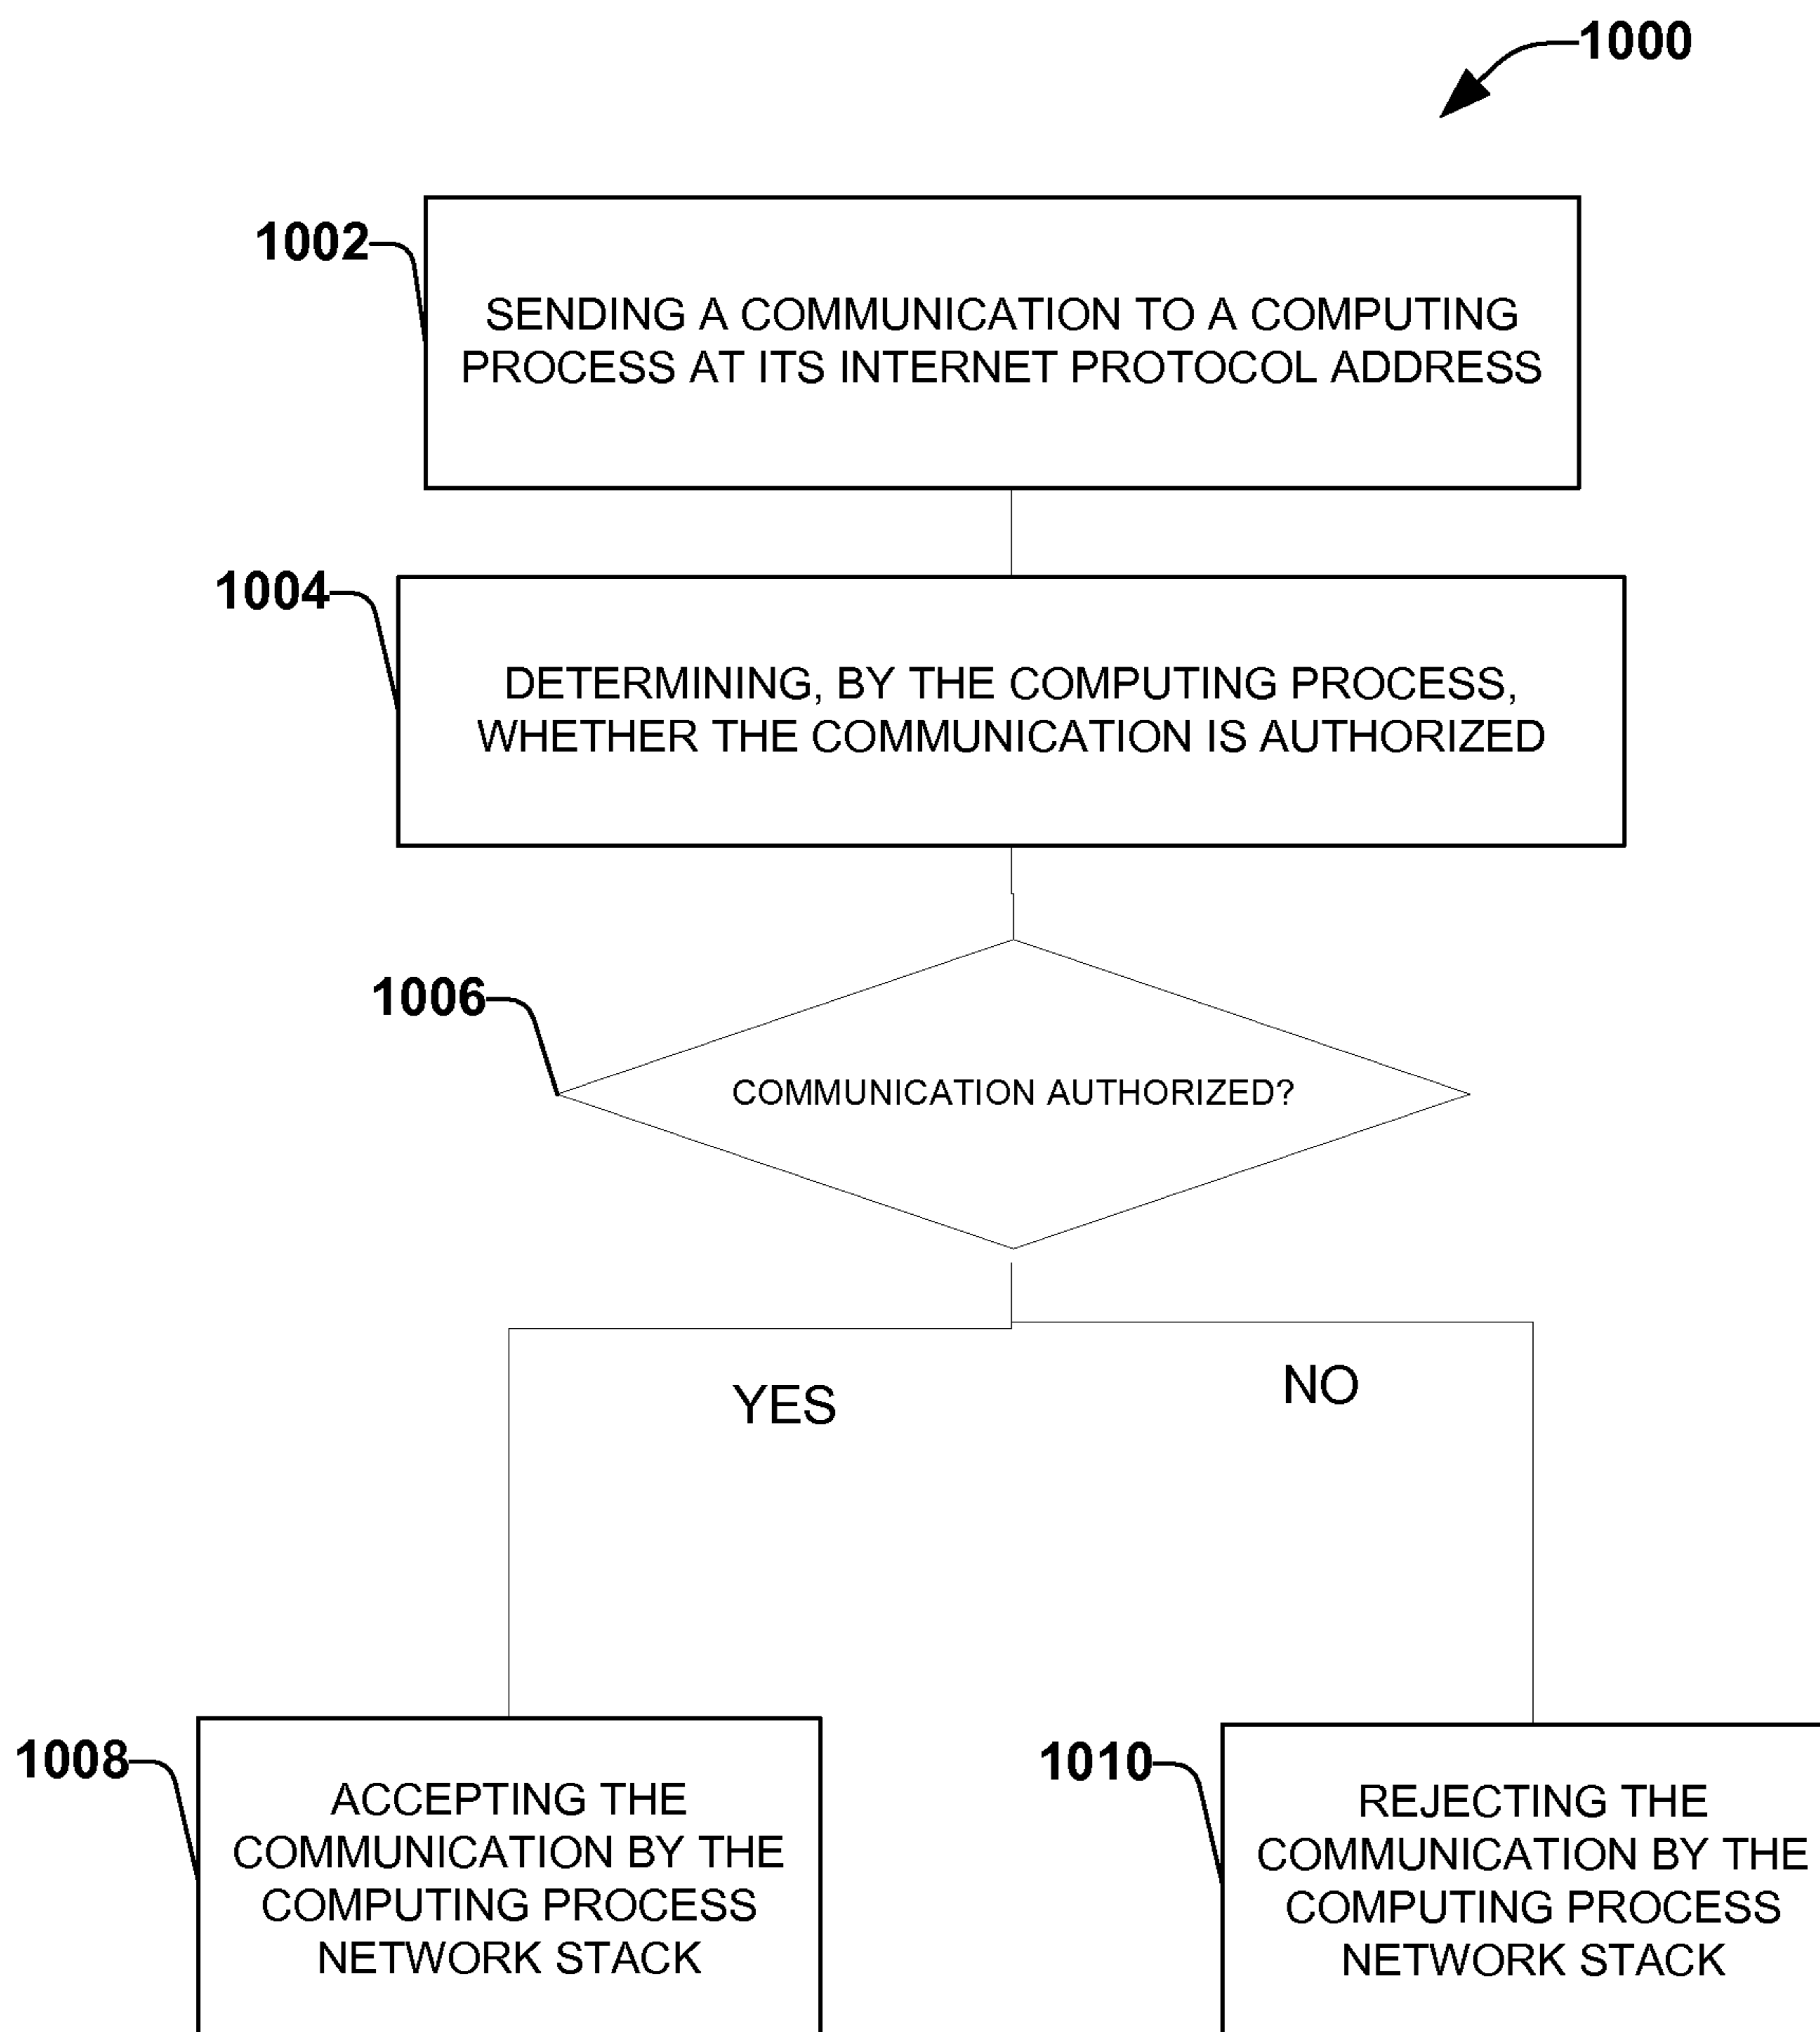 1000
1002
SENDING A COMMUNICATION TO A COMPUTING
PROCESS AT ITS INTERNET PROTOCOL ADDRESS
1004
DETERMINING, BY THE COMPUTING PROCESS,
WHETHER THE COMMUNICATION IS AUTHORIZED
1006
COMMUNICATION AUTHORIZED?
YES
NO
1008
ACCEPTING THE
COMMUNICATION BY THE
COMPUTING PROCESS
NETWORK STACK
1010
REJECTING THE
COMMUNICATION BY THE
COMPUTING PROCESS
NETWORK STACK